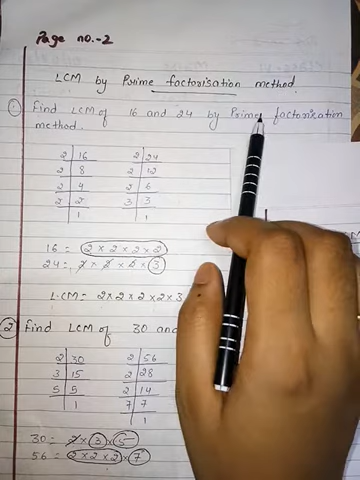 Page no.-2
LCM by Prime factorisation method.
1 Find LCM of 16 and 24 by Prime factorisation
method.
2 16 2 24
2 8 2 12
2 4 2 6
2 2 3 3
1 1
16 = 2 × 2 × 2 × 2
24 = 2 × 2 × 2 × 3
LCM = 2×2×2×2×3
2 Find LCM of 30 and
2 30 2 56
3 15 2 28
5 5 2 14
1 7 7
1
30 = 2 × 3 × 5
56 = 2 × 2 × 2 × 7